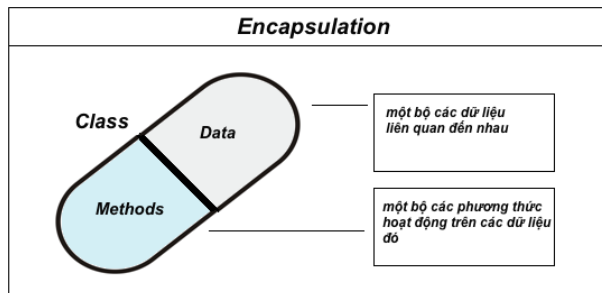 Encapsulation
Class
Data
Methods
một bộ các dữ liệu
liên quan đến nhau
một bộ các phương thức
hoạt động trên các dữ liệu
đó